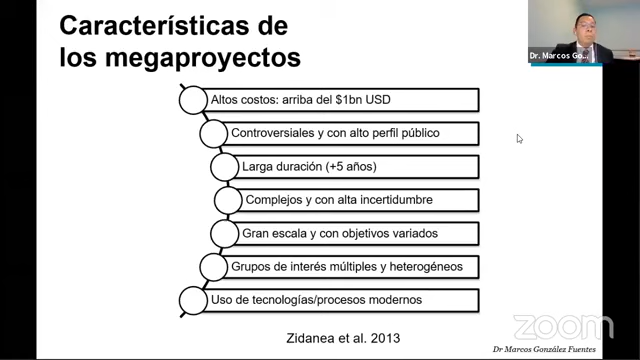 Características de
los megaproyectos
Dr. Marcos Go...
Altos costos: arriba del $1bn USD
Controversiales y con alto perfil público
Larga duración (+5 años)
Complejos y con alta incertidumbre
Gran escala y con objetivos variados
Grupos de interés múltiples y heterogéneos
Uso de tecnologías/procesos modernos
Zidanea et al. 2013
zoom
Dr Marcos González Fuentes